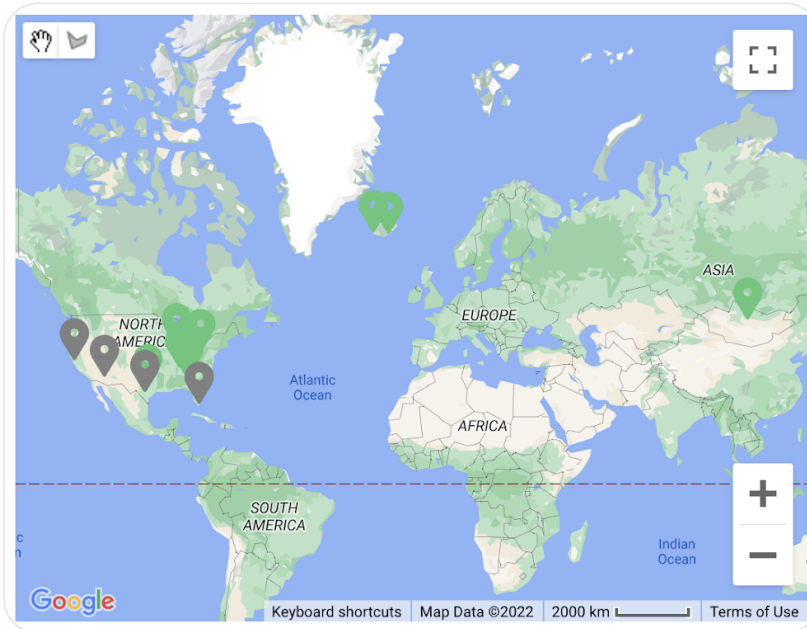 ASIA
EUROPE
NORTH
AMERIC
Atlantic
Ocean
AFRICA
SOUTH
AMERICA
c
n
Indian
Ocean
Google
Keyboard shortcuts
Map Data ©2022
2000 km
Terms of Use